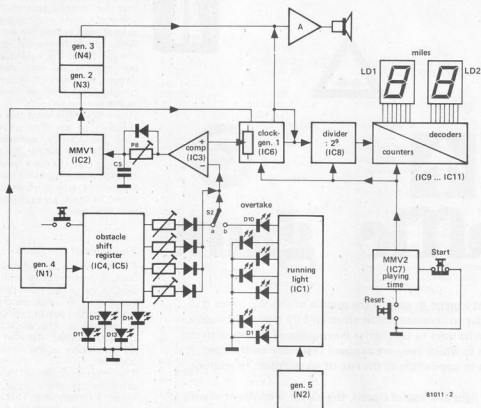 gen. 3
(N4)
gen. 2
(N3)
A
miles
LD1
LD2
MMV1
(IC2)
P8
C5
+
comp
(IC3)
−
clock-
gen. 1
(IC6)
divider
: 2⁹
(IC8)
decoders
counters
(IC9 ... IC11)
gen. 4
(N1)
obstacle
shift
register
(IC4, IC5)
S2
a
b
overtake
D10
D1
running
light
(IC1)
MMV2
(IC7)
playing
time
Start
Reset
D12
D14
D11
D13
gen. 5
(N2)
81011 - 2